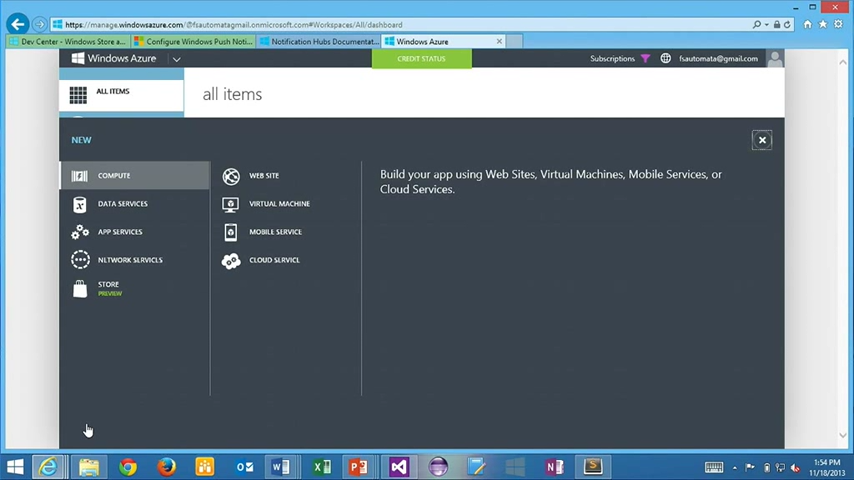 https://manage.windowsazure.com/@fsautomatagmail.onmicrosoft.com#Workspaces/All/dashboard
Dev Center - Windows Store a...
Configure Windows Push Noti...
Notification Hubs Documentat...
Windows Azure
Windows Azure
CREDIT STATUS
Subscriptions
fsautomata@gmail.com
ALL ITEMS
all items
NEW
COMPUTE
DATA SERVICES
APP SERVICES
NETWORK SERVICES
STORE
PREVIEW
WEB SITE
VIRTUAL MACHINE
MOBILE SERVICE
CLOUD SERVICE
Build your app using Web Sites, Virtual Machines, Mobile Services, or
Cloud Services.
1:54 PM
11/18/2013